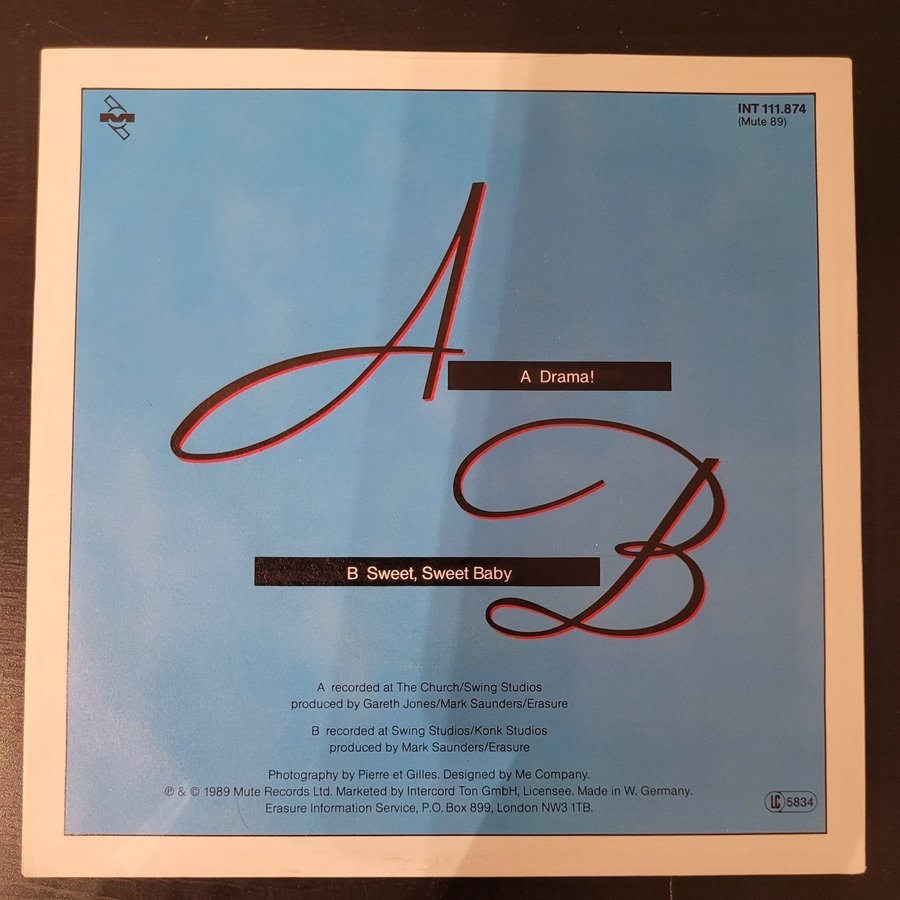 INT 111.874
(Mute 89)
A
A Drama!
B
B Sweet, Sweet Baby
A recorded at The Church/Swing Studios
produced by Gareth Jones/Mark Saunders/Erasure
B recorded at Swing Studios/Konk Studios
produced by Mark Saunders/Erasure
Photography by Pierre et Gilles. Designed by Me Company.
℗ & © 1989 Mute Records Ltd. Marketed by Intercord Ton GmbH, Licensee. Made in W. Germany.
Erasure Information Service, P.O. Box 899, London NW3 1TB.
LC 5834